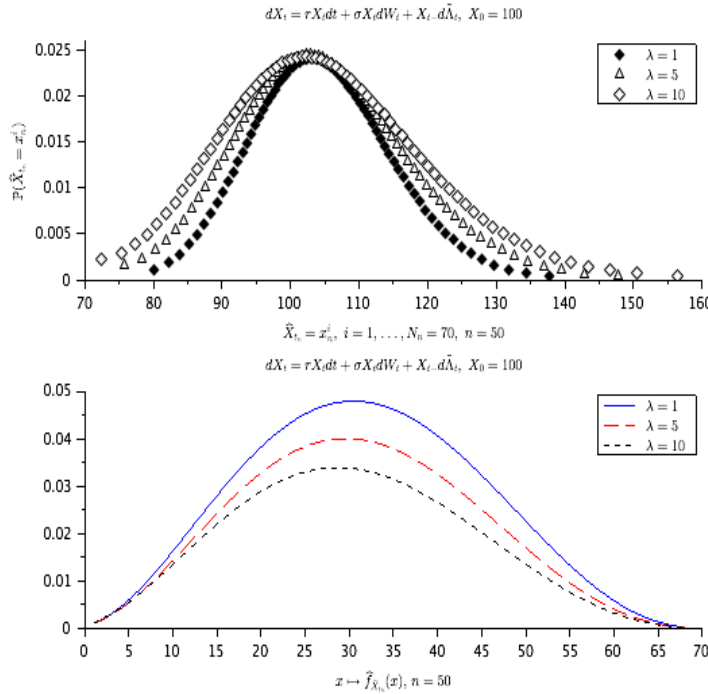 dX_t = rX_t dt + σX_t dW_t + X_{t-} dΛ̃_t, X_0 = 100
0.025
0.02
0.015
0.01
0.005
0
ℙ(X̂_{t_n} = x_n^i)
λ = 1
λ = 5
λ = 10
70 80 90 100 110 120 130 140 150 160
X̂_{t_n} = x_n^i, i = 1, . . . , N_n = 70, n = 50
dX_t = rX_t dt + σX_t dW_t + X_{t-} dΛ̃_t, X_0 = 100
0.05
0.04
0.03
0.02
0.01
0
λ = 1
λ = 5
λ = 10
0 5 10 15 20 25 30 35 40 45 50 55 60 65 70
x ↦ f̂_{X̂_{t_n}}(x), n = 50